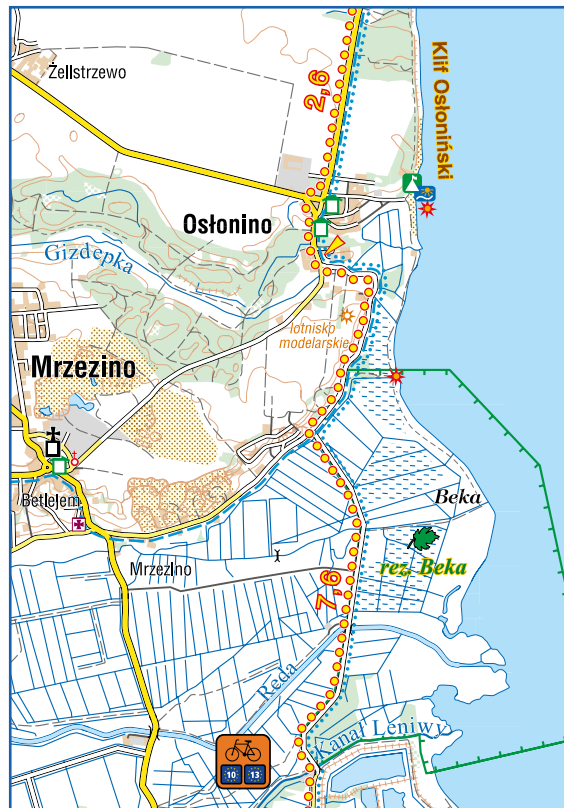 Żellstrzewo
2,6
Klif Osłoniński
Osłonino
Gizdepka
lotnisko
modelarskie
Mrzezino
Betlejem
Beka
Mrzezino
rez. Beka
7,6
Reda
Kanał Leniwy
10 13